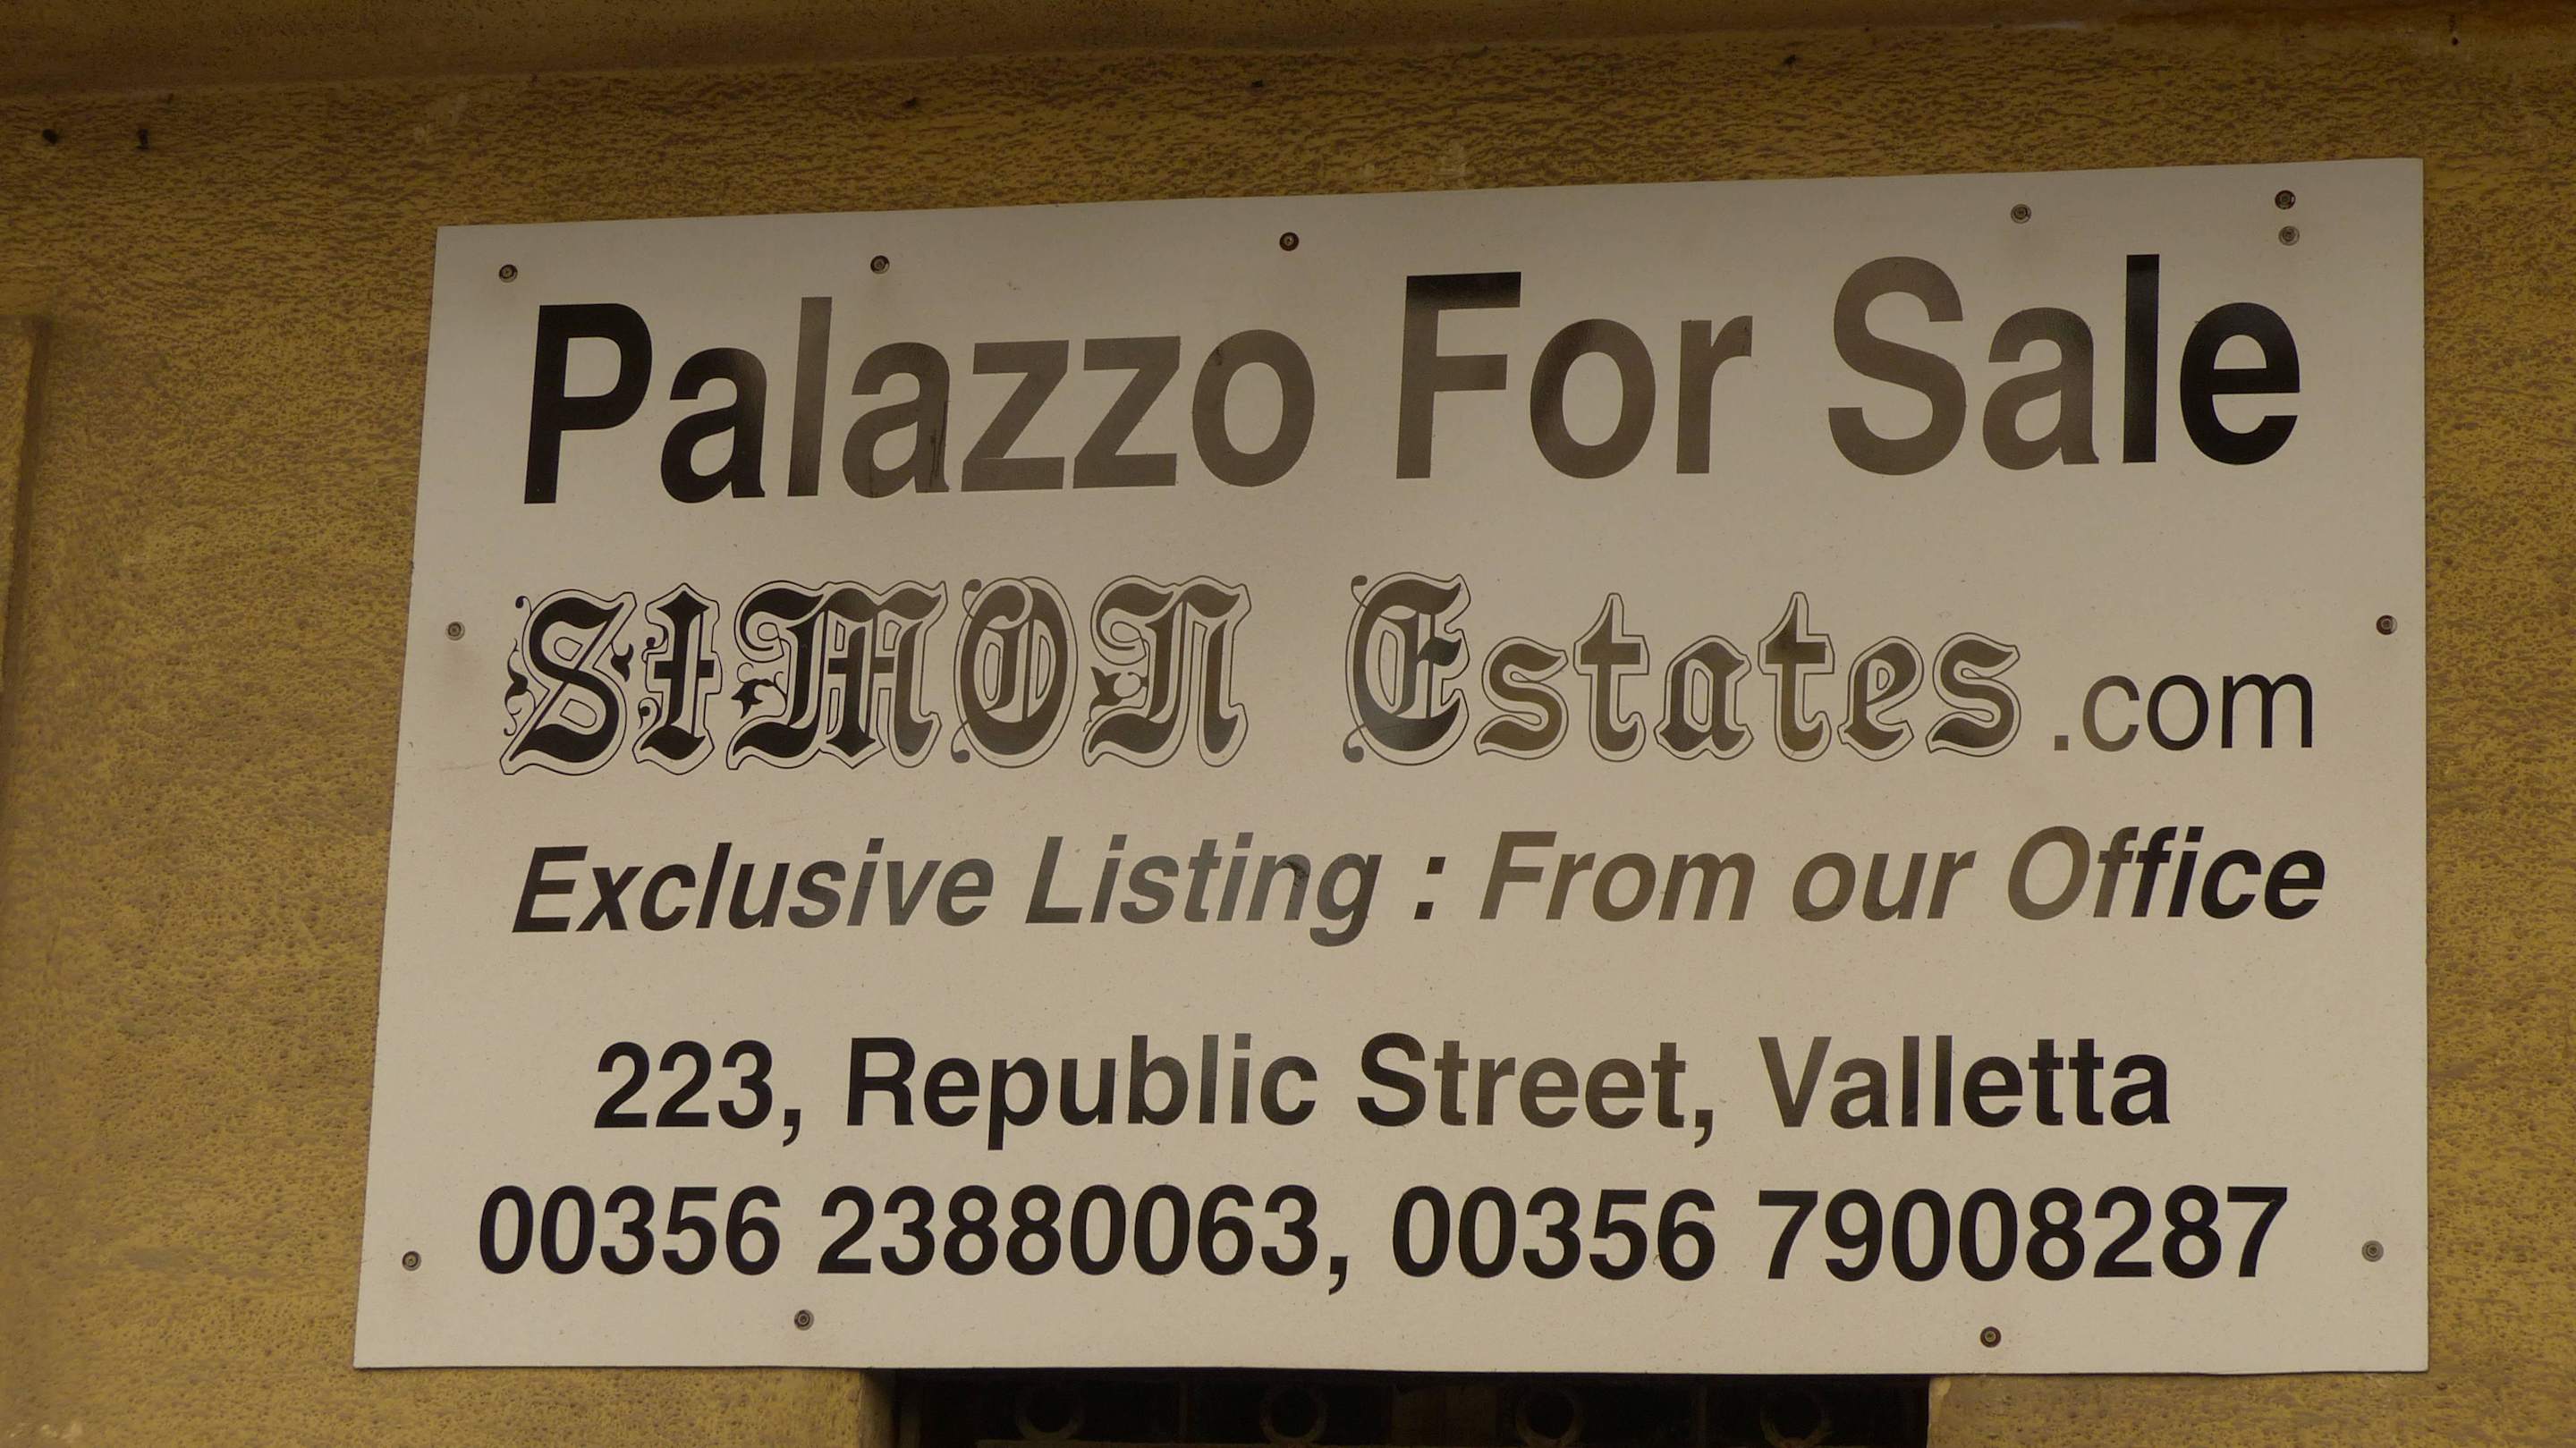 Palazzo For Sale
SIMON Estates.com
Exclusive Listing : From our Office
223, Republic Street, Valletta
00356 23880063, 00356 79008287